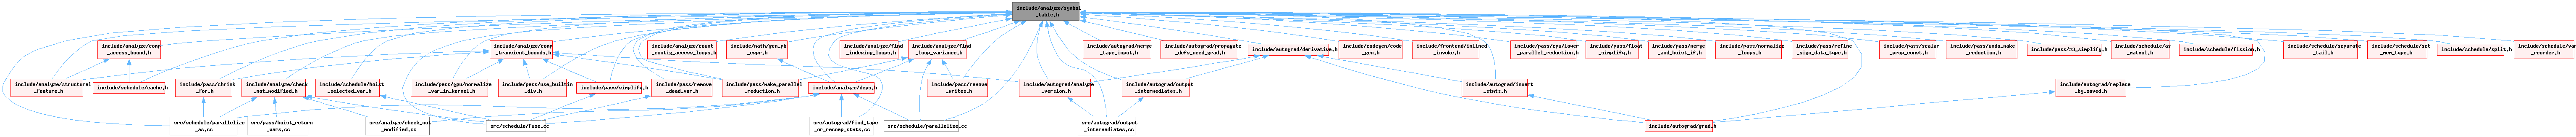 include/analyze/symbol
_table.h
include/analyze/comp
_access_bound.h
include/analyze/comp
_transient_bounds.h
include/analyze/count
_contig_access_loops.h
include/math/gen_pb
_expr.h
include/analyze/find
_indexing_loops.h
include/analyze/find
_loop_variance.h
include/autograd/merge
_tape_input.h
include/autograd/propagate
_defs_need_grad.h
include/autograd/derivative.h
include/codegen/code
_gen.h
include/frontend/inlined
_invoke.h
include/pass/cpu/lower
_parallel_reduction.h
include/pass/float
_simplify.h
include/pass/merge
_and_hoist_if.h
include/pass/normalize
_loops.h
include/pass/refine
_sign_data_type.h
include/pass/scalar
_prop_const.h
include/pass/undo_make
_reduction.h
include/pass/z3_simplify.h
include/schedule/as
_matmul.h
include/schedule/fission.h
include/schedule/separate
_tail.h
include/schedule/set
_mem_type.h
include/schedule/split.h
include/schedule/var
_reorder.h
include/analyze/structural
_feature.h
include/schedule/cache.h
include/pass/shrink
_for.h
include/analyze/check
_not_modified.h
include/schedule/hoist
_selected_var.h
include/pass/gpu/normalize
_var_in_kernel.h
include/pass/use_builtin
_div.h
include/pass/simplify.h
include/pass/remove
_dead_var.h
include/pass/make_parallel
_reduction.h
include/analyze/deps.h
include/pass/remove
_writes.h
include/autograd/analyze
_version.h
include/autograd/output
_intermediates.h
include/autograd/invert
_stmts.h
include/autograd/replace
_by_saved.h
src/schedule/parallelize
_as.cc
src/pass/hoist_return
_vars.cc
src/analyze/check_not
_modified.cc
src/schedule/fuse.cc
src/autograd/find_tape
_or_recomp_stmts.cc
src/schedule/parallelize.cc
src/autograd/output
_intermediates.cc
include/autograd/grad.h